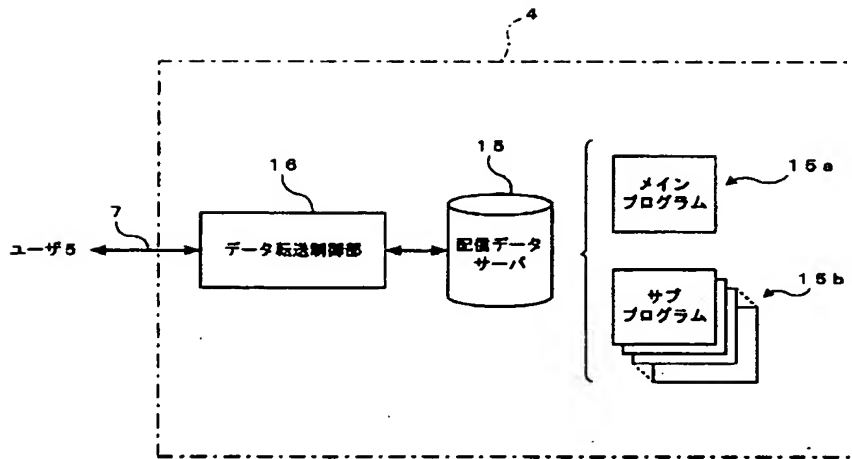 4
16
15
メイン
プログラム
15a
7
ユーザ5
データ転送制御部
配信データ
サーバ
サブ
プログラム
15b